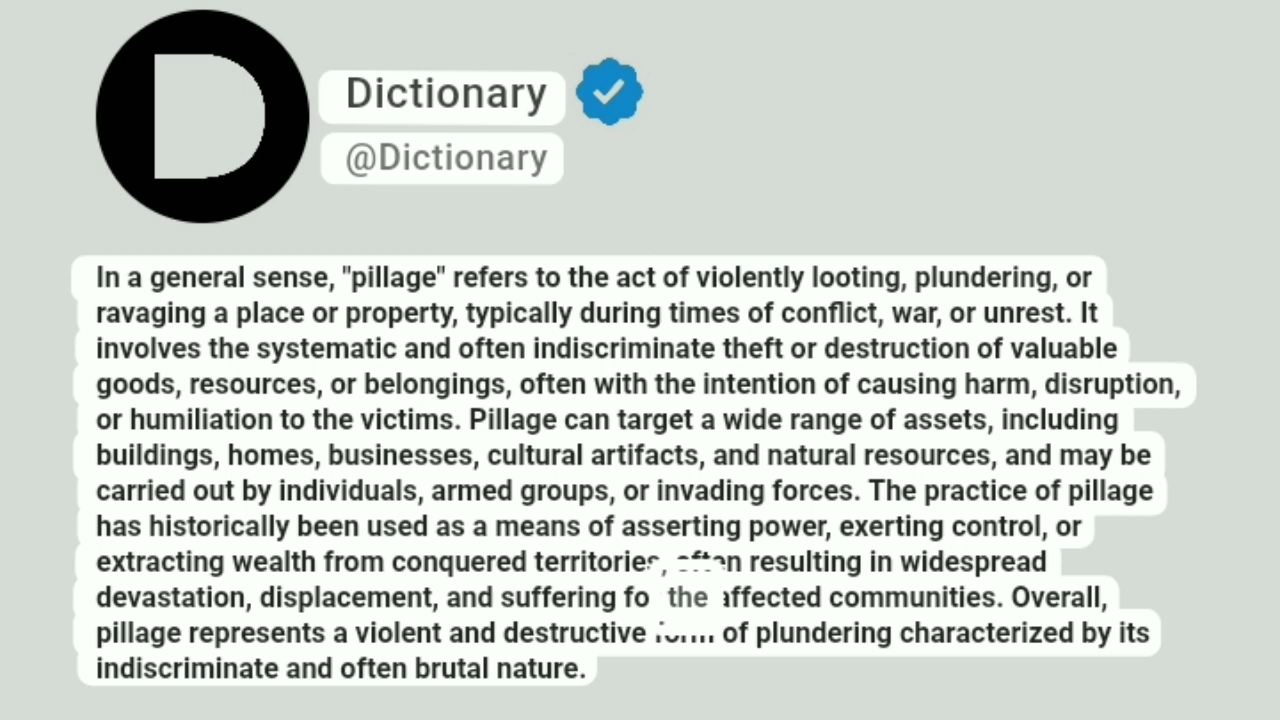 D
Dictionary
@Dictionary
In a general sense, "pillage" refers to the act of violently looting, plundering, or
ravaging a place or property, typically during times of conflict, war, or unrest. It
involves the systematic and often indiscriminate theft or destruction of valuable
goods, resources, or belongings, often with the intention of causing harm, disruption,
or humiliation to the victims. Pillage can target a wide range of assets, including
buildings, homes, businesses, cultural artifacts, and natural resources, and may be
carried out by individuals, armed groups, or invading forces. The practice of pillage
has historically been used as a means of asserting power, exerting control, or
extracting wealth from conquered territories, often resulting in widespread
devastation, displacement, and suffering fo the affected communities. Overall,
pillage represents a violent and destructive form of plundering characterized by its
indiscriminate and often brutal nature.